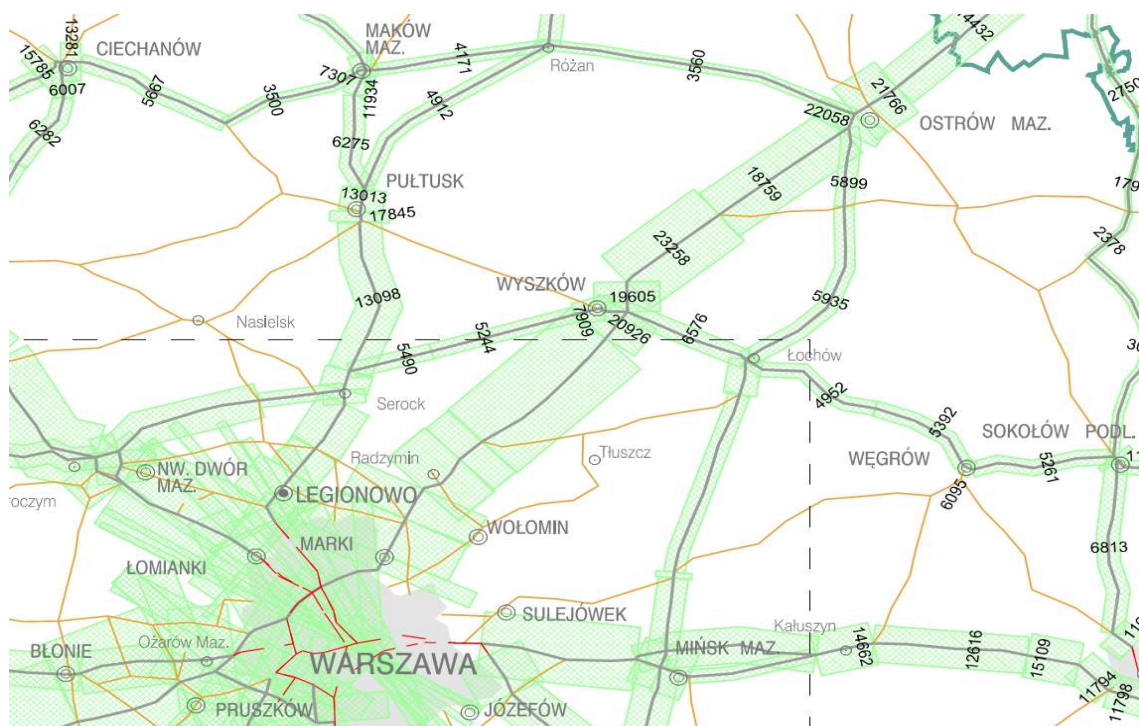 13281
CIECHANÓW
15785
6007
5667
6282
3500
MAKÓW
MAZ.
7307
11934
4171
4912
6275
Różan
3560
14432
21766
22058
OSTRÓW MAZ.
2750
PUŁTUSK
13013
17845
18759
5899
2378
23258
WYSZKÓW
19605
7909
20926
6576
5935
13098
Nasielsk
5244
5490
Łochów
4952
Serock
5392
SOKOŁÓW PODL.
WĘGRÓW
5261
6095
NW. DWÓR
MAZ.
Radzymin
Tłuszcz
LEGIONOWO
roczym
MARKI
WOŁOMIN
ŁOMIANKI
6813
SULEJÓWEK
Kałuszyn
Ożarów Maz.
BŁONIE
WARSZAWA
MIŃSK MAZ.
14662
12616
15109
11794
11798
PRUSZKÓW
JÓZEFÓW